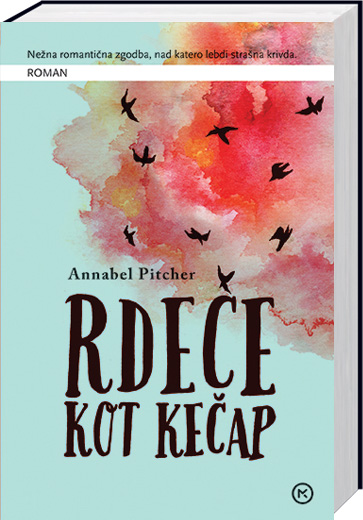 Nežna romantična zgodba, nad katero lebdi strašna krivda.
ROMAN
Annabel Pitcher
RDEČE
KOT KEČAP
M